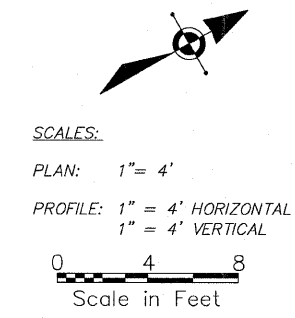 SCALES:
PLAN: 1"= 4'
PROFILE: 1" = 4' HORIZONTAL
1" = 4' VERTICAL
0 4 8
Scale in Feet